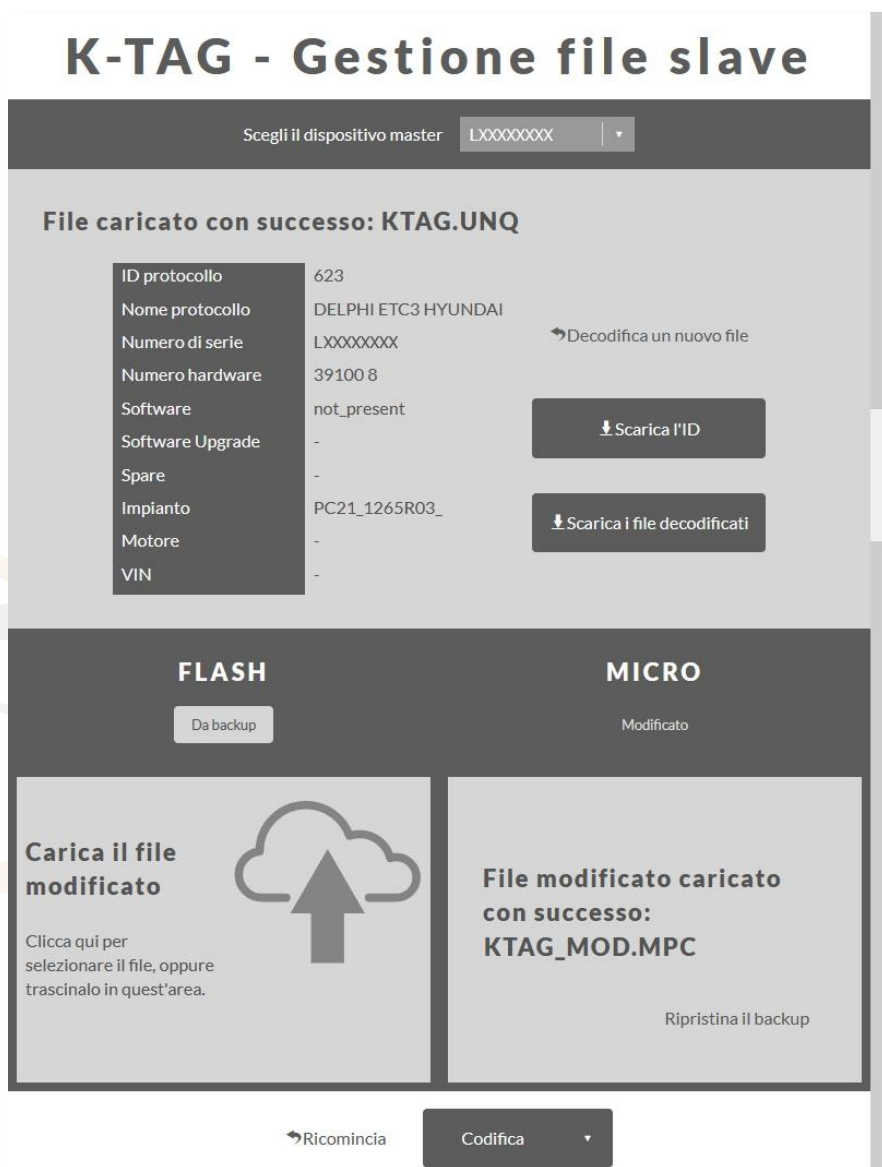 K-TAG - Gestione file slave
Scegli il dispositivo master LXXXXXXXX
File caricato con successo: KTAG.UNQ
ID protocollo 623
Nome protocollo DELPHI ETC3 HYUNDAI
Numero di serie LXXXXXXXX
Numero hardware 39100 8
Software not_present
Software Upgrade -
Spare -
Impianto PC21_1265R03_
Motore -
VIN -
Decodifica un nuovo file
Scarica l'ID
Scarica i file decodificati
FLASH
Da backup
MICRO
Modificato
Carica il file
modificato
Clicca qui per
selezionare il file, oppure
trascinalo in quest'area.
File modificato caricato
con successo:
KTAG_MOD.MPC
Ripristina il backup
Ricomincia
Codifica